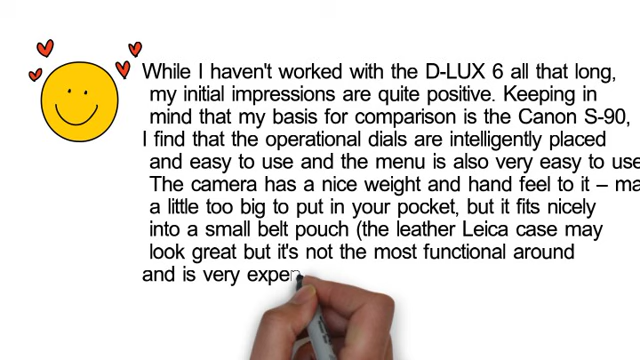 While I haven't worked with the D-LUX 6 all that long,
my initial impressions are quite positive. Keeping in
mind that my basis for comparison is the Canon S-90,
I find that the operational dials are intelligently placed
and easy to use and the menu is also very easy to use
The camera has a nice weight and hand feel to it – ma
a little too big to put in your pocket, but it fits nicely
into a small belt pouch (the leather Leica case may
look great but it's not the most functional around
and is very expen